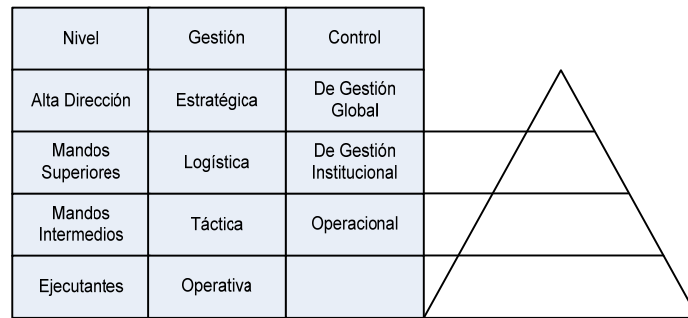 Nivel
Gestión
Control
Alta Dirección
Estratégica
De Gestión
Global
Mandos
Superiores
Logística
De Gestión
Institucional
Mandos
Intermedios
Táctica
Operacional
Ejecutantes
Operativa